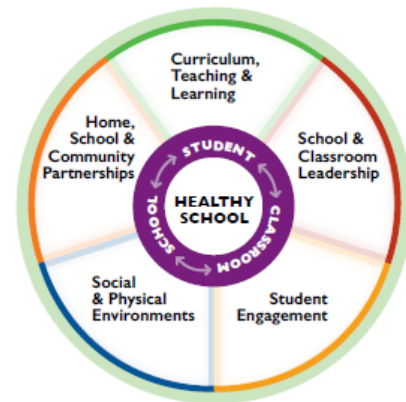 Curriculum,
Teaching &
Learning
Home,
School &
Community
Partnerships
School &
Classroom
Leadership
STUDENT
HEALTHY
SCHOOL
SCHOOL
CLASSROOM
Social
& Physical
Environments
Student
Engagement